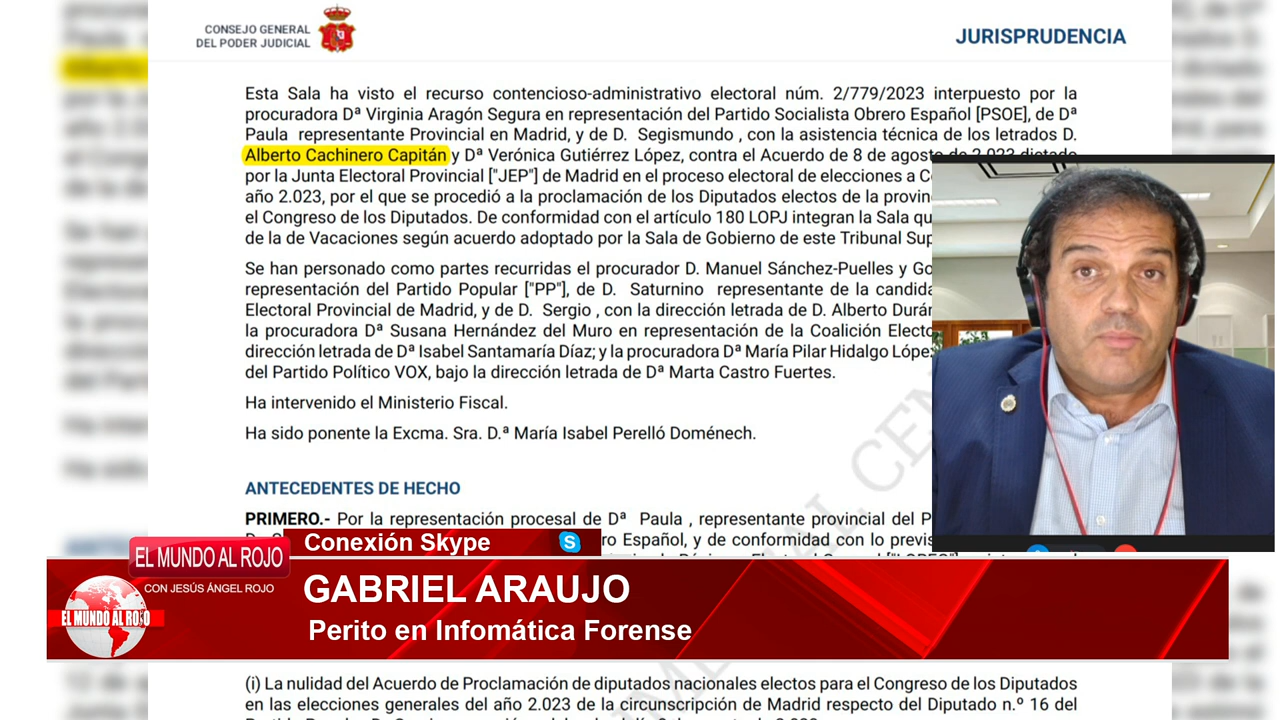 CONSEJO GENERAL
DEL PODER JUDICIAL
JURISPRUDENCIA
Esta Sala ha visto el recurso contencioso-administrativo electoral núm. 2/779/2023 interpuesto por la
procuradora Dª Virginia Aragón Segura en representación del Partido Socialista Obrero Español [PSOE], de Dª
Paula representante Provincial en Madrid, y de D. Segismundo , con la asistencia técnica de los letrados D.
Alberto Cachinero Capitán y Dª Verónica Gutiérrez López, contra el Acuerdo de 8 de agosto de 2.023 dictado
por la Junta Electoral Provincial ["JEP"] de Madrid en el proceso electoral de elecciones a
año 2.023, por el que se procedió a la proclamación de los Diputados electos de la
el Congreso de los Diputados. De conformidad con el artículo 180 LOPJ integran la Sala
de la de Vacaciones según acuerdo adoptado por la Sala de Gobierno de este Tribunal
Se han personado como partes recurridas el procurador D. Manuel Sánchez-Puelles y
representación del Partido Popular ["PP"], de D. Saturnino representante de la
Electoral Provincial de Madrid, y de D. Sergio , con la dirección letrada de D. Alberto
la procuradora Dª Susana Hernández del Muro en representación de la Coalición
dirección letrada de Dª Isabel Santamaría Díaz; y la procuradora Dª María Pilar Hidalgo
del Partido Político VOX, bajo la dirección letrada de Dª Marta Castro Fuertes.
Ha intervenido el Ministerio Fiscal.
Ha sido ponente la Excma. Sra. D.ª María Isabel Perelló Doménech.
ANTECEDENTES DE HECHO
PRIMERO.- Por la representación procesal de Dª Paula , representante provincial del
Español, y de conformidad con lo
Conexión Skype
EL MUNDO AL ROJO
CON JESÚS ÁNGEL ROJO
EL MUNDO AL ROJO
GABRIEL ARAUJO
Perito en Infomática Forense
(i) La nulidad del Acuerdo de Proclamación de diputados nacionales electos para el Congreso de los Diputados
en las elecciones generales del año 2.023 de la circunscripción de Madrid respecto del Diputado n.º 16 del